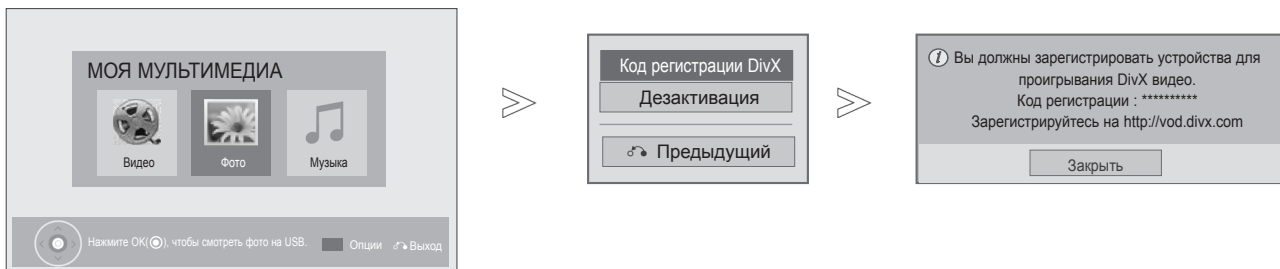 МОЯ МУЛЬТИМЕДИА
Видео
Фото
Музыка
Нажмите OK(◉), чтобы смотреть фото на USB.
Опции
Выход
Код регистрации DivX
Дезактивация
Предыдущий
Вы должны зарегистрировать устройства для
проигрывания DivX видео.
Код регистрации : **********
Зарегистрируйтесь на http://vod.divx.com
Закрыть